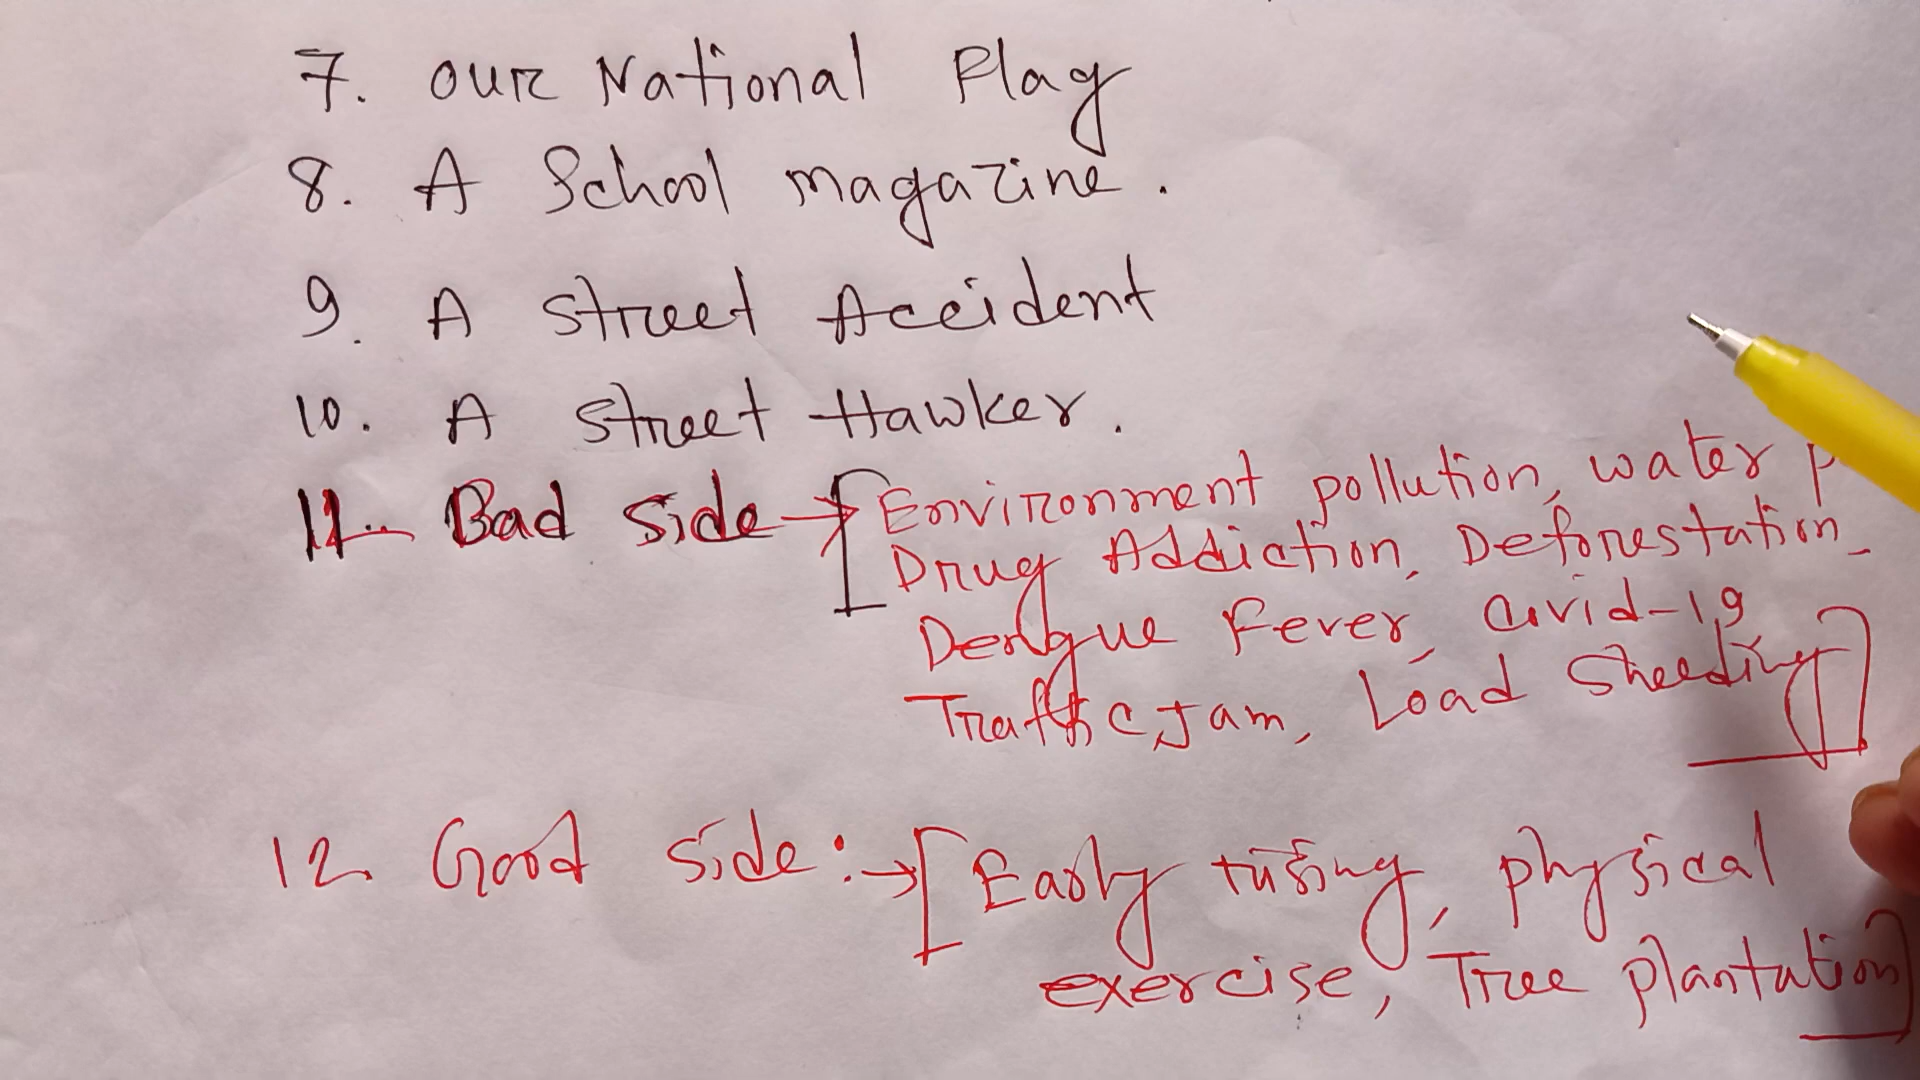 7. Our National Flag
8. A School magazine.
9. A street Accident
10. A street Hawker.
11. Bad side → [Environment pollution, water p
Drug Addiction, Deforestation
Dengue Fever, Covid-19
Traffic Jam, Load Sheeding]
12. Good side :→ [Early rising, physical
exercise, Tree plantation]